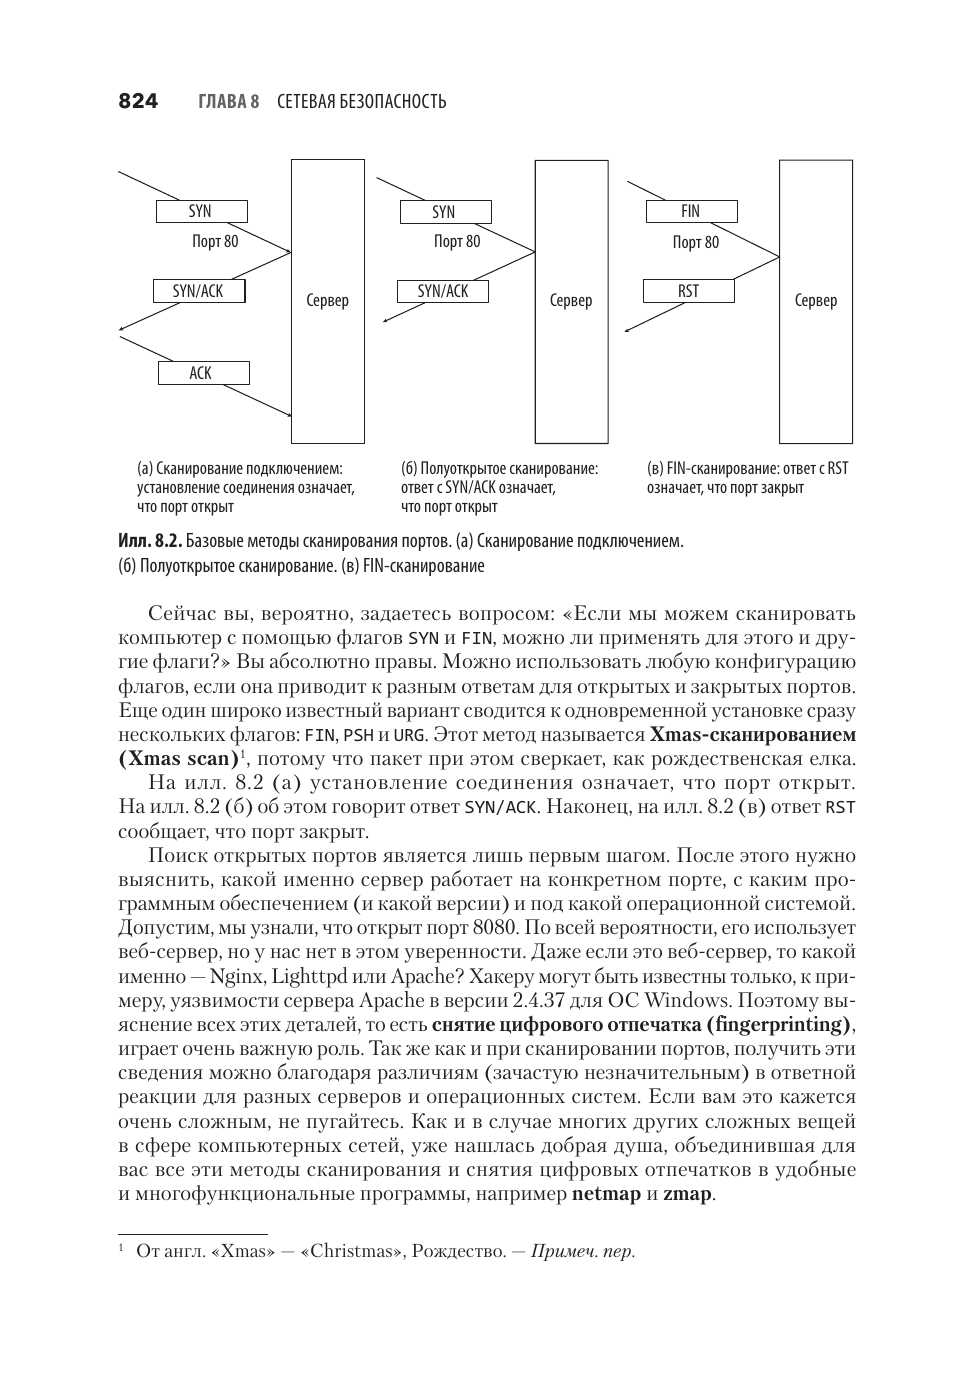 824 ГЛАВА 8 СЕТЕВАЯ БЕЗОПАСНОСТЬ
SYN
Порт 80
SYN/ACK
ACK
Сервер
SYN
Порт 80
SYN/ACK
Сервер
FIN
Порт 80
RST
Сервер
(а) Сканирование подключением:
установление соединения означает,
что порт открыт
(б) Полуоткрытое сканирование:
ответ с SYN/ACK означает,
что порт открыт
(в) FIN-сканирование: ответ с RST
означает, что порт закрыт
Илл. 8.2. Базовые методы сканирования портов. (а) Сканирование подключением.
(б) Полуоткрытое сканирование. (в) FIN-сканирование
Сейчас вы, вероятно, задаетесь вопросом: «Если мы можем сканировать
компьютер с помощью флагов SYN и FIN, можно ли применять для этого и дру-
гие флаги?» Вы абсолютно правы. Можно использовать любую конфигурацию
флагов, если она приводит к разным ответам для открытых и закрытых портов.
Еще один широко известный вариант сводится к одновременной установке сразу
нескольких флагов: FIN, PSH и URG. Этот метод называется Xmas-сканированием
(Xmas scan)¹, потому что пакет при этом сверкает, как рождественская елка.
На илл. 8.2 (а) установление соединения означает, что порт открыт.
На илл. 8.2 (б) об этом говорит ответ SYN/ACK. Наконец, на илл. 8.2 (в) ответ RST
сообщает, что порт закрыт.
Поиск открытых портов является лишь первым шагом. После этого нужно
выяснить, какой именно сервер работает на конкретном порте, с каким про-
граммным обеспечением (и какой версии) и под какой операционной системой.
Допустим, мы узнали, что открыт порт 8080. По всей вероятности, его использует
веб-сервер, но у нас нет в этом уверенности. Даже если это веб-сервер, то какой
именно — Nginx, Lighttpd или Apache? Хакеру могут быть известны только, к при-
меру, уязвимости сервера Apache в версии 2.4.37 для ОС Windows. Поэтому вы-
яснение всех этих деталей, то есть снятие цифрового отпечатка (fingerprinting),
играет очень важную роль. Так же как и при сканировании портов, получить эти
сведения можно благодаря различиям (зачастую незначительным) в ответной
реакции для разных серверов и операционных систем. Если вам это кажется
очень сложным, не пугайтесь. Как и в случае многих других сложных вещей
в сфере компьютерных сетей, уже нашлась добрая душа, объединившая для
вас все эти методы сканирования и снятия цифровых отпечатков в удобные
и многофункциональные программы, например netmap и zmap.
¹ От англ. «Xmas» — «Christmas», Рождество. — Примеч. пер.